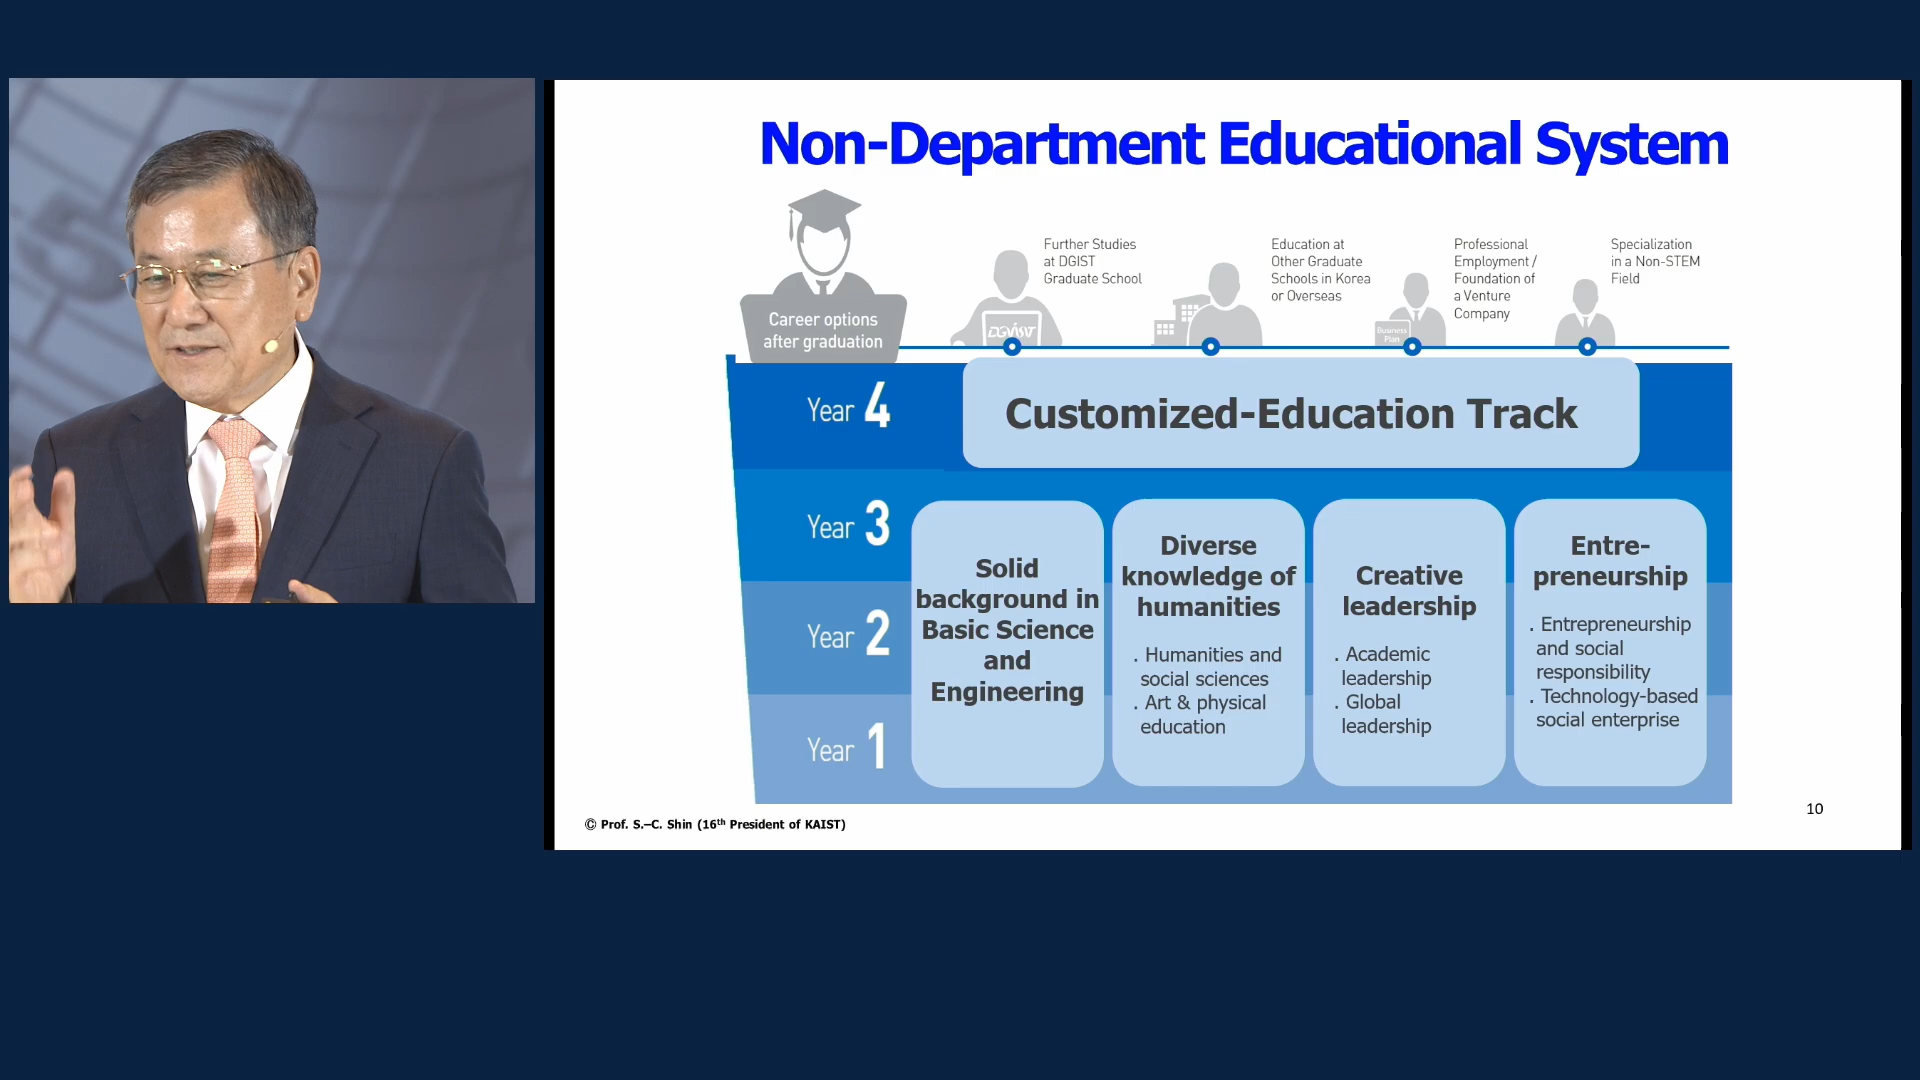 Non-Department Educational System
Further Studies
at DGIST
Graduate School
Education at
Other Graduate
Schools in Korea
or Overseas
Professional
Employment /
Foundation of
a Venture
Company
Specialization
in a Non-STEM
Field
Career options
after graduation
DGIST
Business
Plan
Year 4
Customized-Education Track
Year 3
Year 2
Year 1
Solid
background in
Basic Science
and
Engineering
Diverse
knowledge of
humanities
. Humanities and
social sciences
. Art & physical
education
Creative
leadership
. Academic
leadership
. Global
leadership
Entre-
preneurship
. Entrepreneurship
and social
responsibility
. Technology-based
social enterprise
© Prof. S.–C. Shin (16th President of KAIST)
10